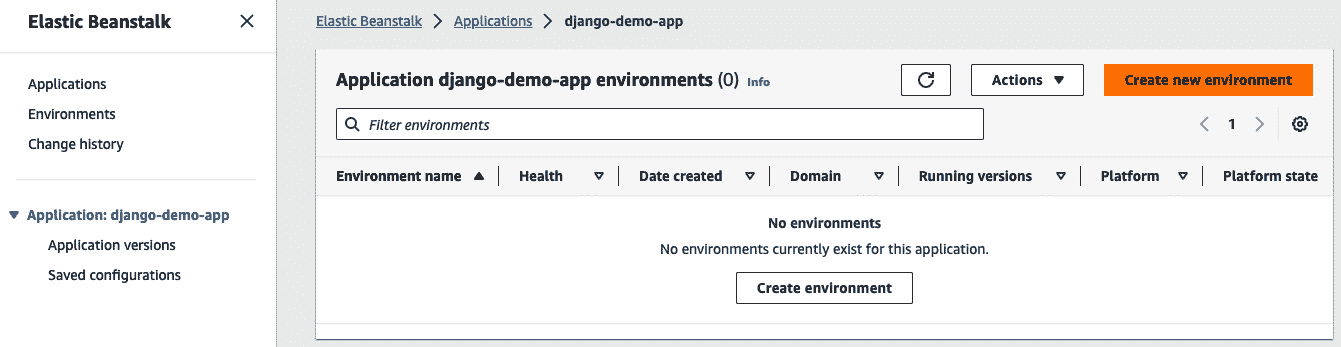 Elastic Beanstalk
Applications
Environments
Change history
Application: django-demo-app
Application versions
Saved configurations
Elastic Beanstalk Applications django-demo-app
Application django-demo-app environments (0) Info
Actions
Create new environment
Filter environments
1
Environment name Health Date created Domain Running versions Platform Platform state
No environments
No environments currently exist for this application.
Create environment